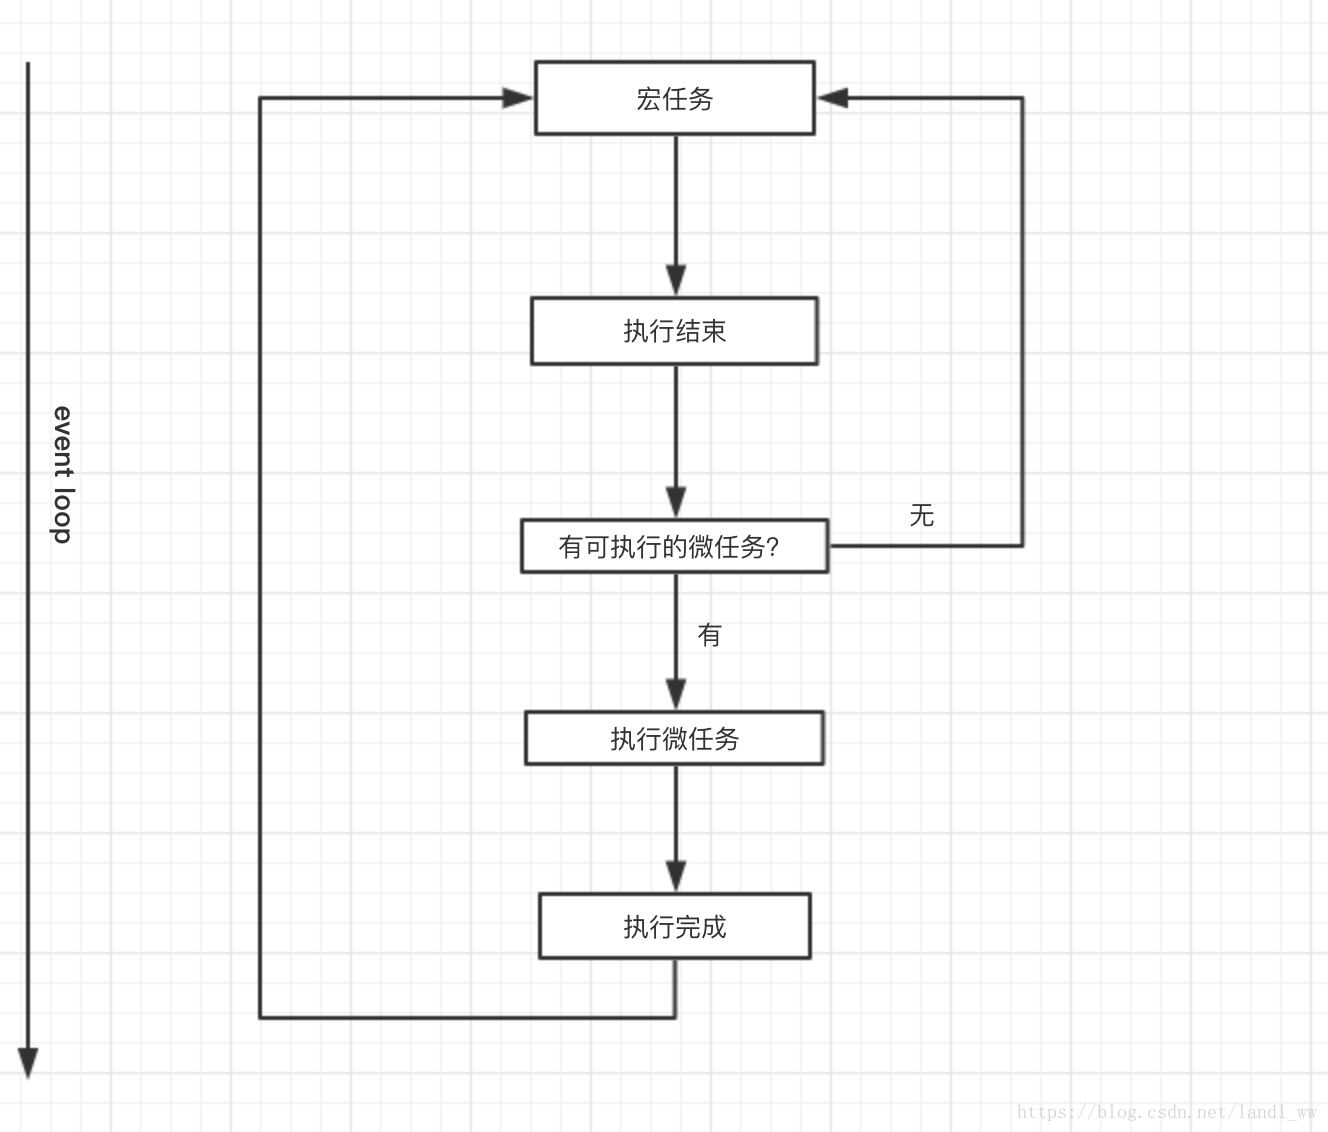 宏任务
执行结束
event loop
无
有可执行的微任务?
有
执行微任务
执行完成
https://blog.csdn.net/landl_ww